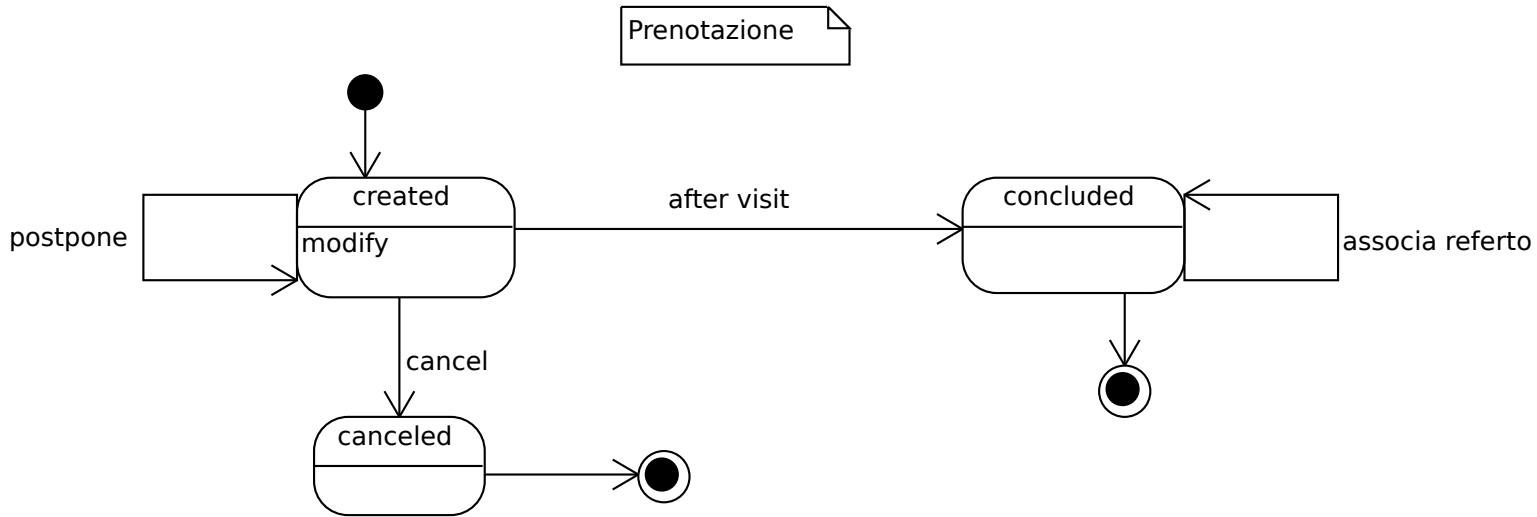 Prenotazione
created
modify
postpone
after visit
concluded
associa referto
cancel
canceled